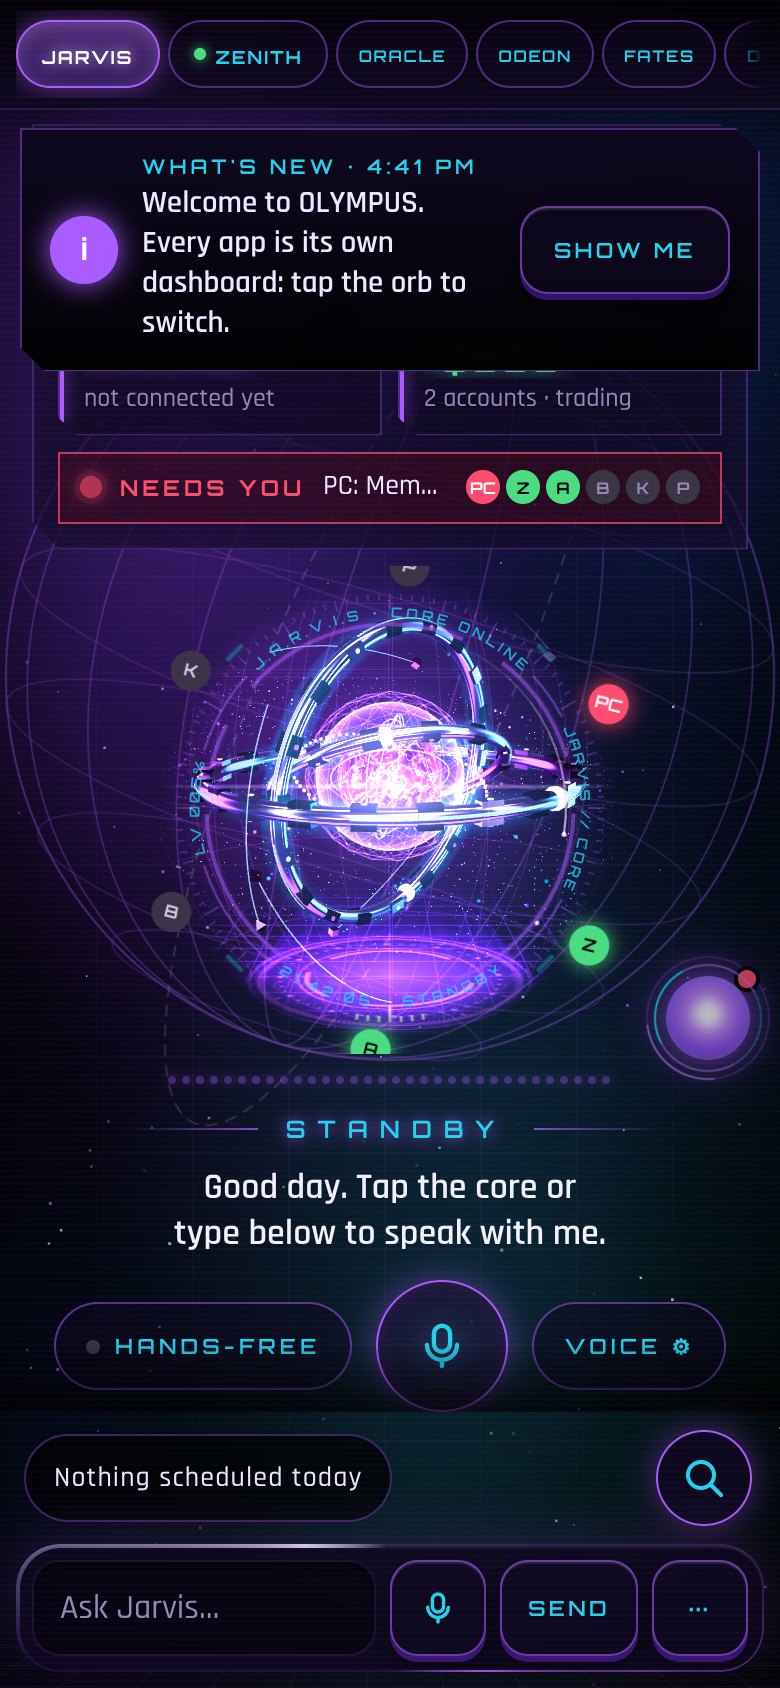 JARVIS
ZENITH
ORACLE
ODEON
FATES
WHAT'S NEW · 4:41 PM
Welcome to OLYMPUS.
Every app is its own
dashboard: tap the orb to
switch.
i
SHOW ME
not connected yet
2 accounts · trading
NEEDS YOU
PC: Mem...
PC
Z
A
B
K
P
J.A.R.V.I.S · CORE ONLINE
K
PC
JARVIS // CORE
B
Z
STANDBY
STANDBY
Good day. Tap the core or
type below to speak with me.
HANDS-FREE
VOICE ⚙
Nothing scheduled today
Ask Jarvis...
SEND
...